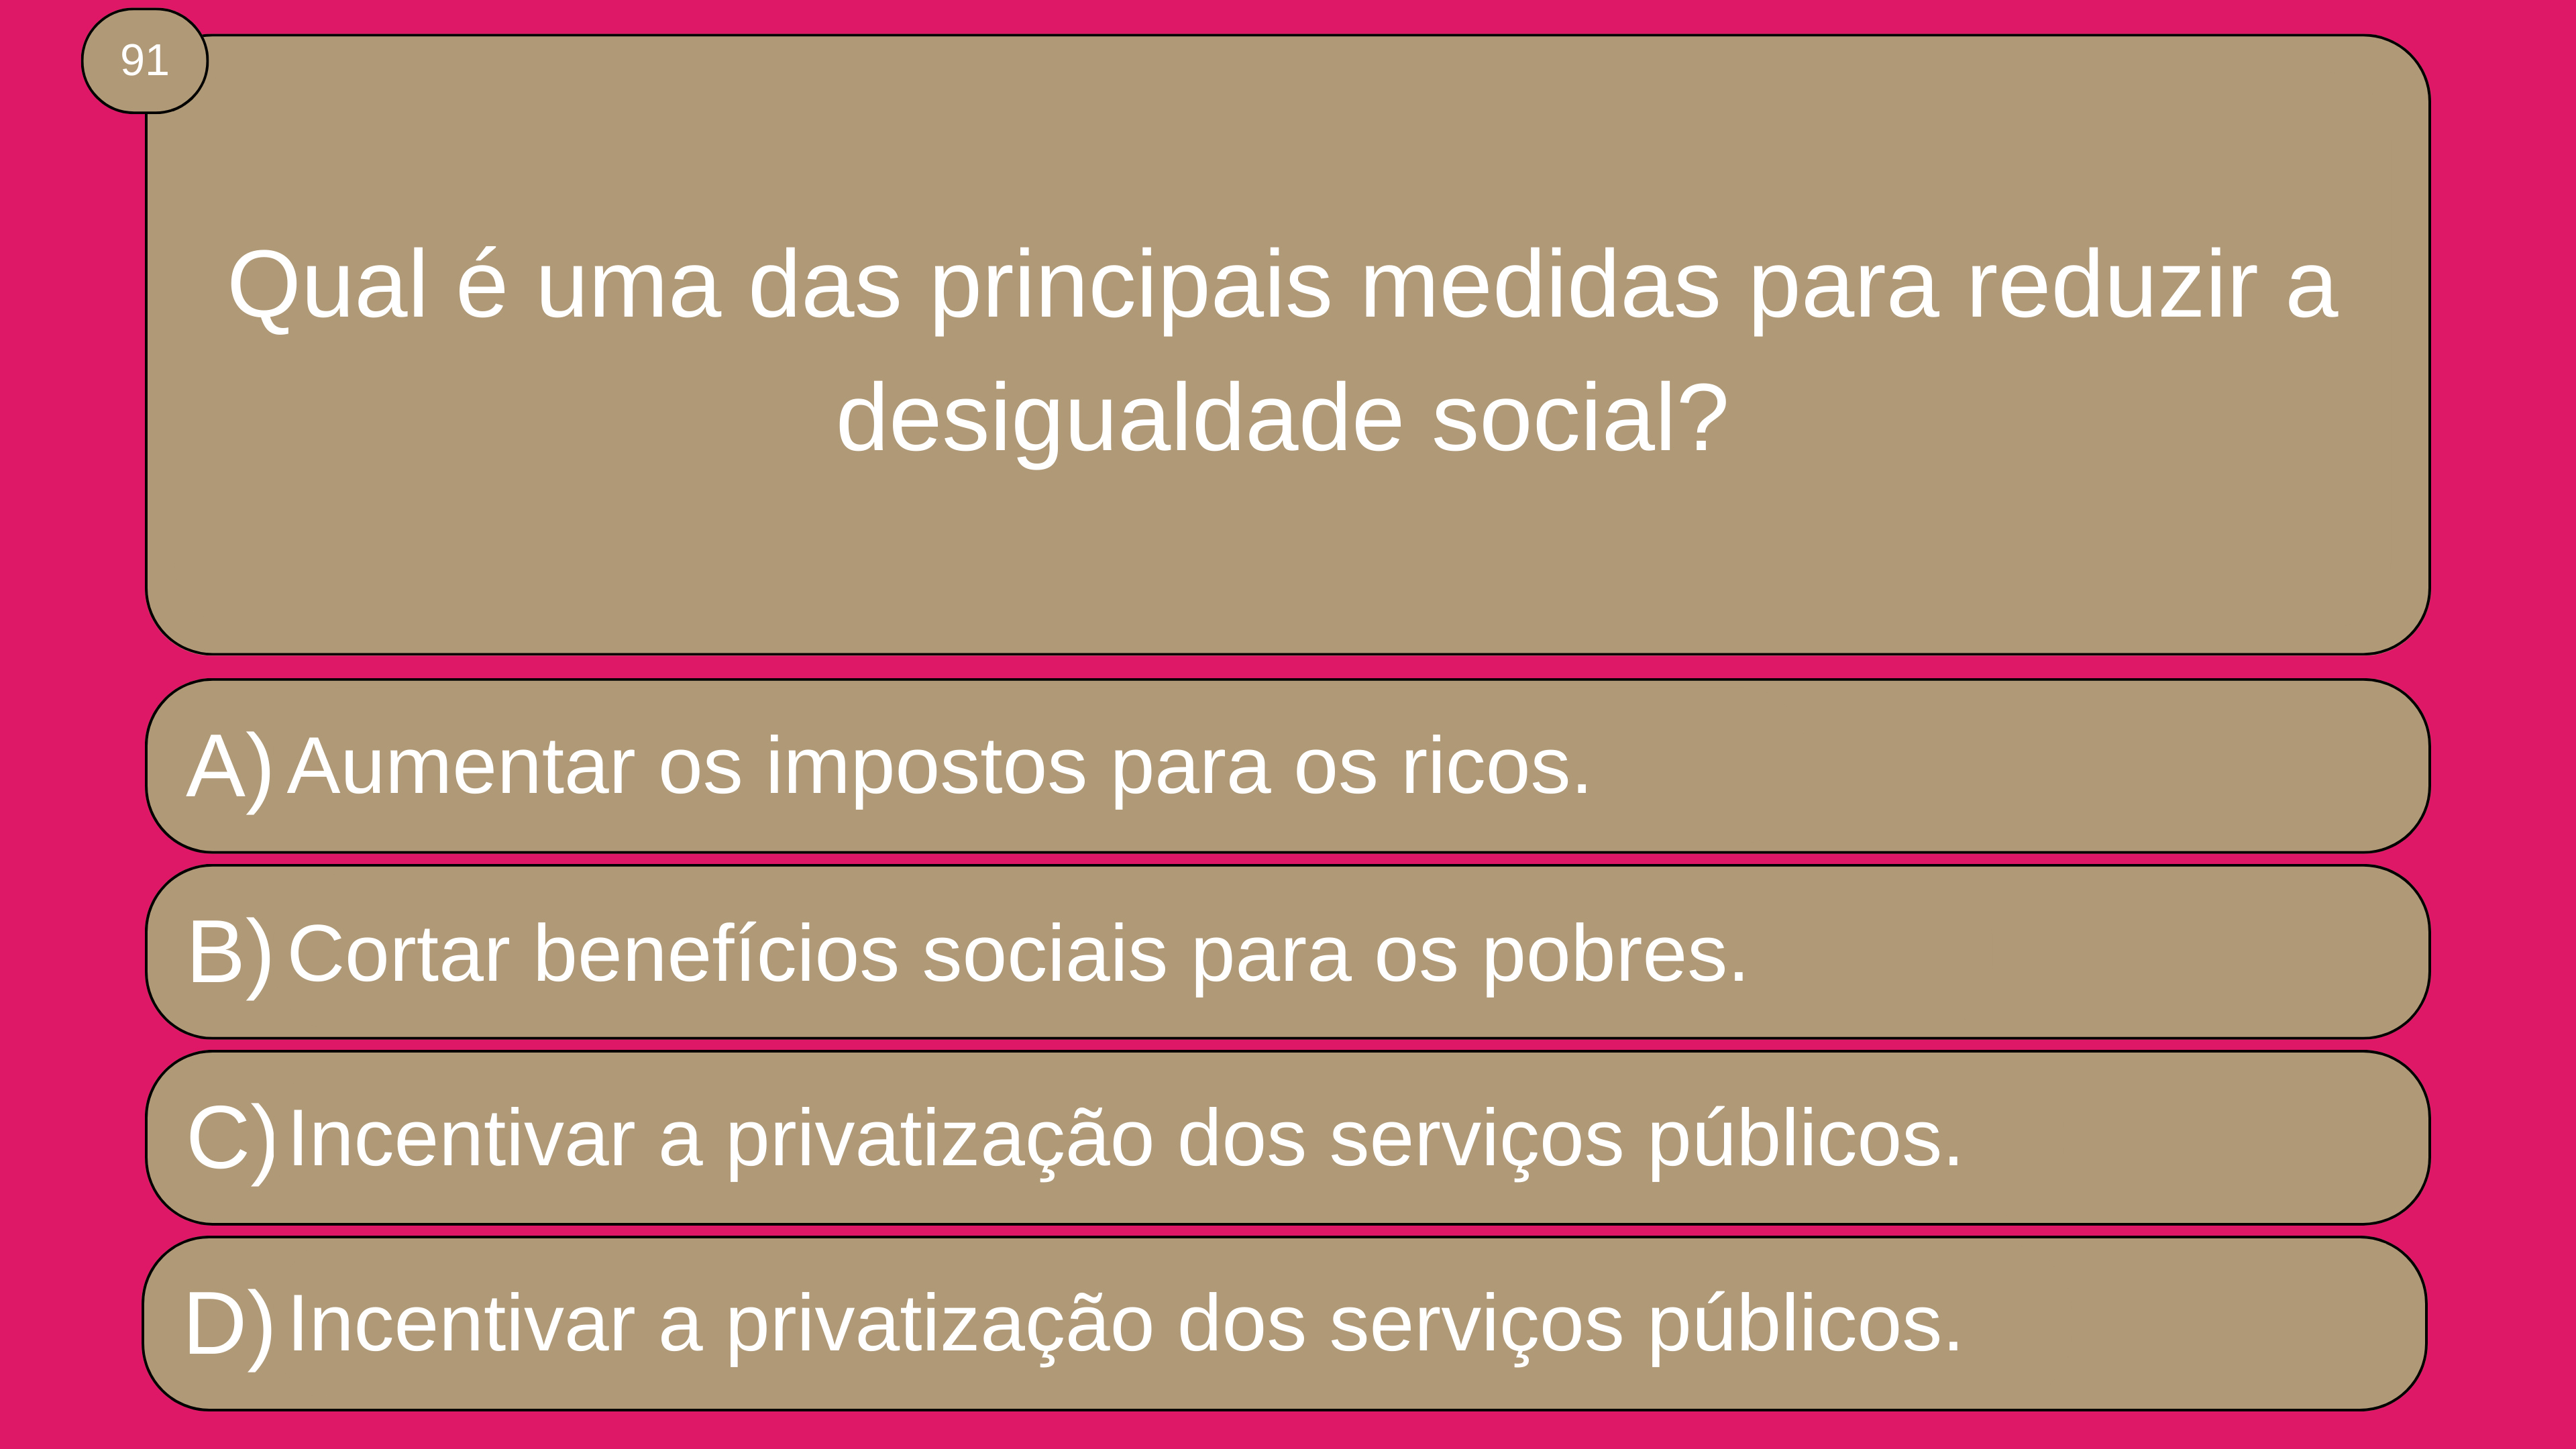 91
Qual é uma das principais medidas para reduzir a
desigualdade social?
A) Aumentar os impostos para os ricos.
B) Cortar benefícios sociais para os pobres.
C) Incentivar a privatização dos serviços públicos.
D) Incentivar a privatização dos serviços públicos.